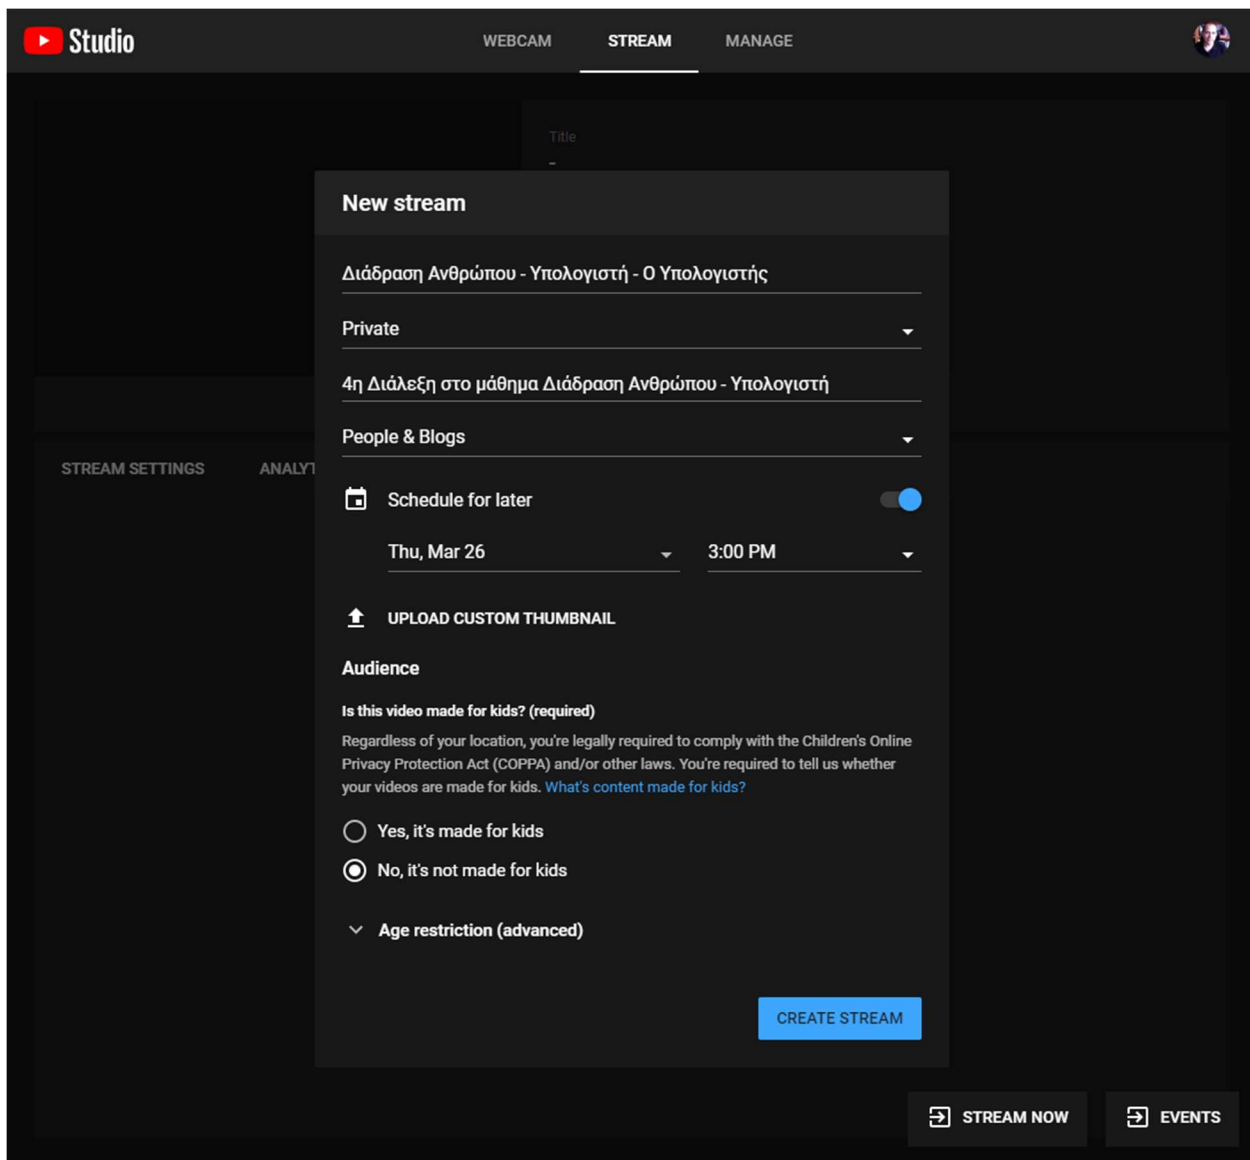 Studio
WEBCAM
STREAM
MANAGE
Title
-
New stream
Διάδραση Ανθρώπου - Υπολογιστή - Ο Υπολογιστής
Private
4η Διάλεξη στο μάθημα Διάδραση Ανθρώπου - Υπολογιστή
People & Blogs
STREAM SETTINGS
ANALYT
Schedule for later
Thu, Mar 26
3:00 PM
UPLOAD CUSTOM THUMBNAIL
Audience
Is this video made for kids? (required)
Regardless of your location, you're legally required to comply with the Children's Online
Privacy Protection Act (COPPA) and/or other laws. You're required to tell us whether
your videos are made for kids. What's content made for kids?
Yes, it's made for kids
No, it's not made for kids
Age restriction (advanced)
CREATE STREAM
STREAM NOW
EVENTS